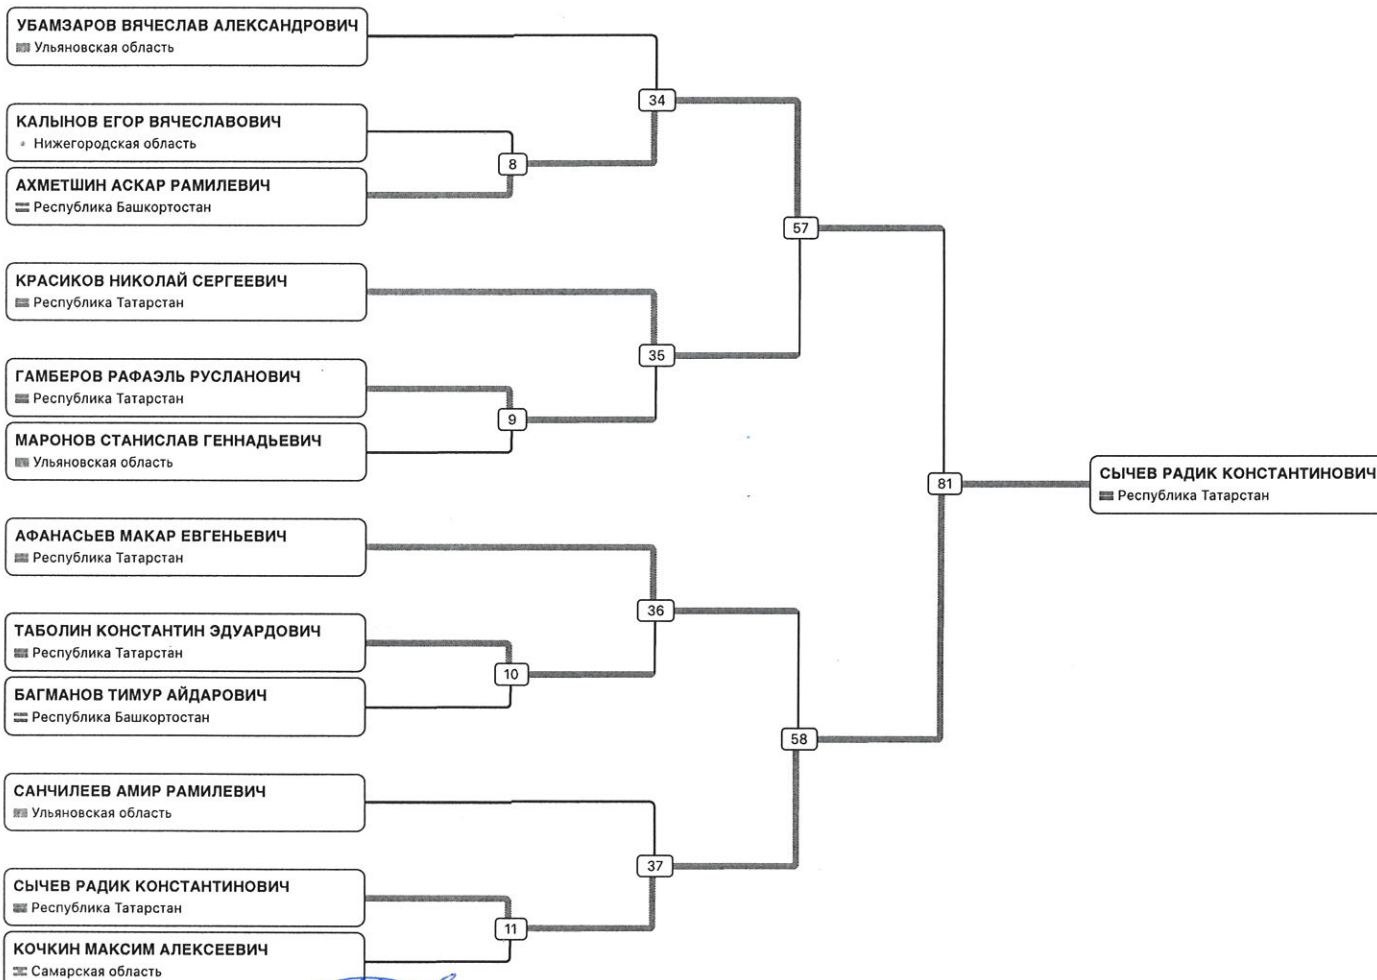 УБАМЗАРОВ ВЯЧЕСЛАВ АЛЕКСАНДРОВИЧ
Ульяновская область
34
КАЛЫНОВ ЕГОР ВЯЧЕСЛАВОВИЧ
Нижегородская область
8
АХМЕТШИН АСКАР РАМИЛЕВИЧ
Республика Башкортостан
57
КРАСИКОВ НИКОЛАЙ СЕРГЕЕВИЧ
Республика Татарстан
35
ГАМБЕРОВ РАФАЭЛЬ РУСЛАНОВИЧ
Республика Татарстан
9
МАРОНОВ СТАНИСЛАВ ГЕННАДЬЕВИЧ
Ульяновская область
81
СЫЧЕВ РАДИК КОНСТАНТИНОВИЧ
Республика Татарстан
АФАНАСЬЕВ МАКАР ЕВГЕНЬЕВИЧ
Республика Татарстан
36
ТАБОЛИН КОНСТАНТИН ЭДУАРДОВИЧ
Республика Татарстан
10
БАГМАНОВ ТИМУР АЙДАРОВИЧ
Республика Башкортостан
58
САНЧИЛЕЕВ АМИР РАМИЛЕВИЧ
Ульяновская область
37
СЫЧЕВ РАДИК КОНСТАНТИНОВИЧ
Республика Татарстан
11
КОЧКИН МАКСИМ АЛЕКСЕЕВИЧ
Самарская область